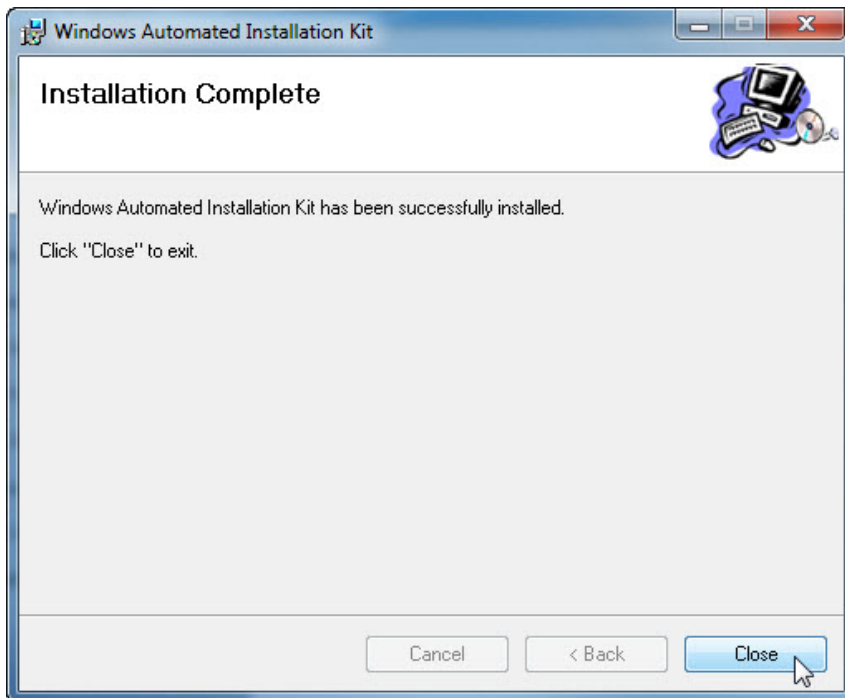 Windows Automated Installation Kit
Installation Complete
Windows Automated Installation Kit has been successfully installed.
Click "Close" to exit.
Cancel
< Back
Close